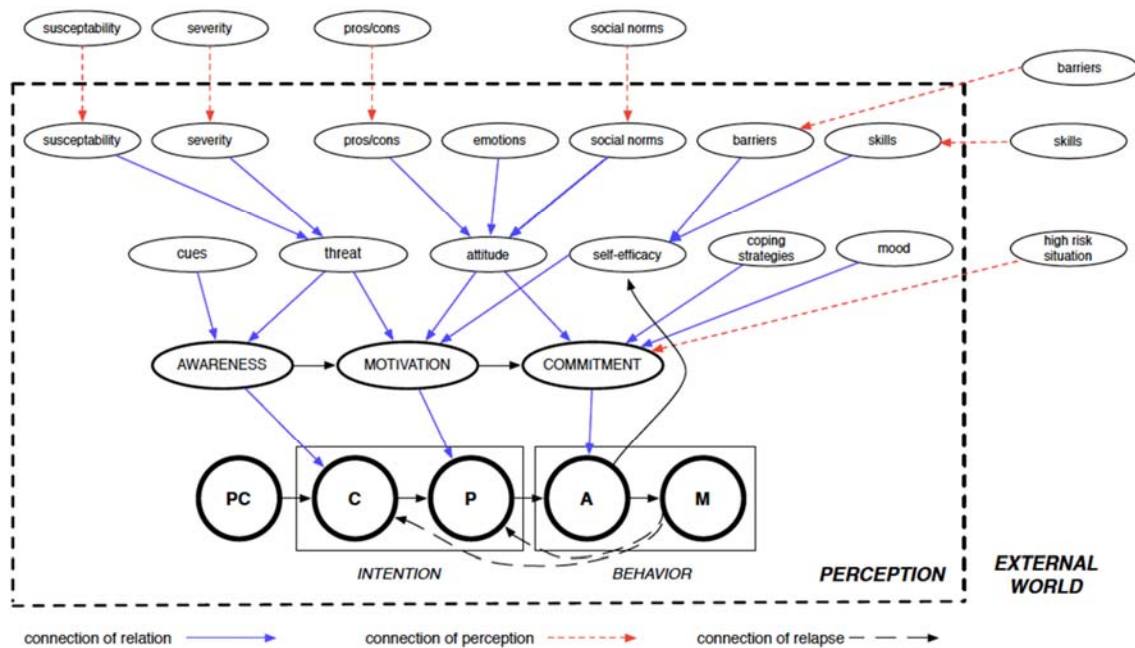 susceptability
severity
pros/cons
social norms
barriers
susceptability
severity
pros/cons
emotions
social norms
barriers
skills
skills
cues
threat
attitude
self-efficacy
coping
strategies
mood
high risk
situation
AWARENESS
MOTIVATION
COMMITMENT
PC
C
P
A
M
INTENTION
BEHAVIOR
PERCEPTION
EXTERNAL
WORLD
connection of relation
connection of perception
connection of relapse